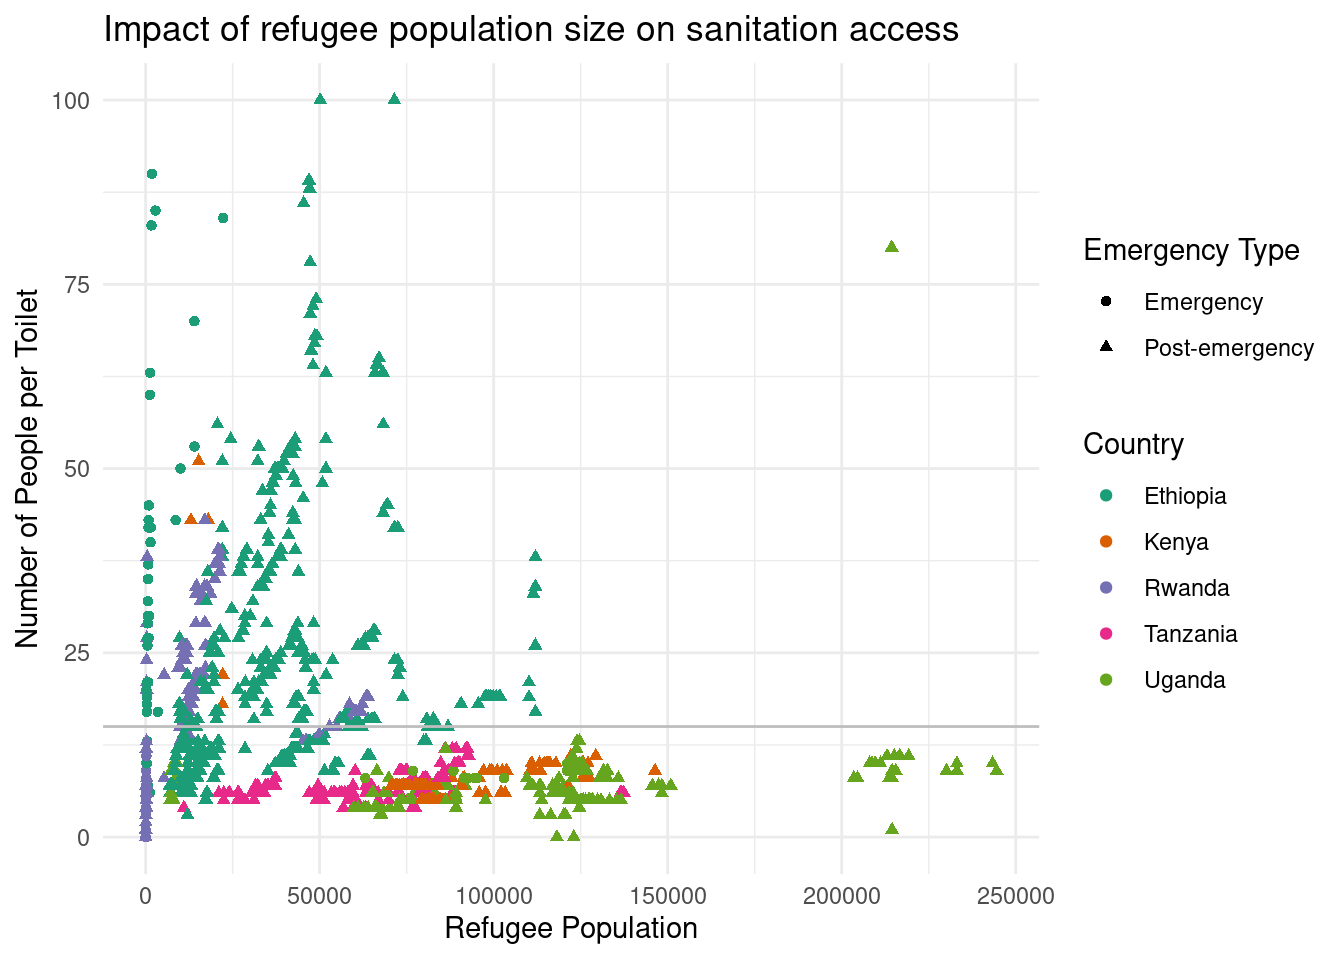 Impact of refugee population size on sanitation access
Number of People per Toilet
100
75
50
25
0
0
50000
100000
150000
200000
250000
Refugee Population
Emergency Type
Emergency
Post-emergency
Country
Ethiopia
Kenya
Rwanda
Tanzania
Uganda